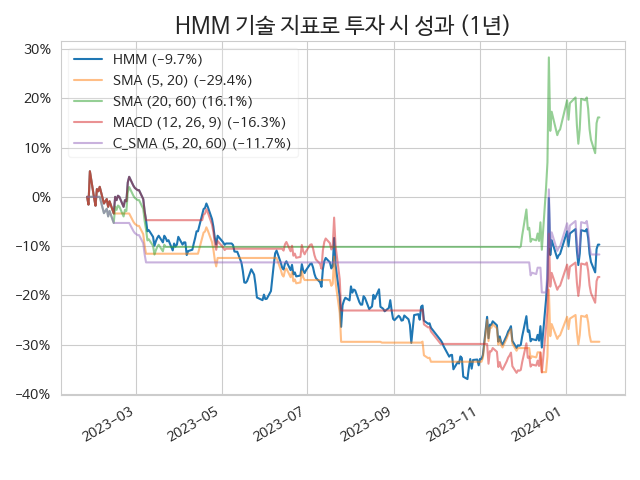 HMM 기술 지표로 투자 시 성과 (1년)
30%
20%
10%
0%
−10%
−20%
−30%
−40%
HMM (−9.7%)
SMA (5, 20) (−29.4%)
SMA (20, 60) (16.1%)
MACD (12, 26, 9) (−16.3%)
C_SMA (5, 20, 60) (−11.7%)
2023−03
2023−05
2023−07
2023−09
2023−11
2024−01